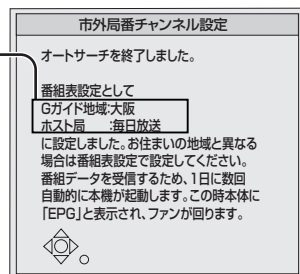 市外局番チャンネル設定
オートサーチを終了しました。
番組表設定として
Gガイド地域:大阪
ホスト局　:毎日放送
に設定しました。お住まいの地域と異なる
場合は番組表設定で設定してください。
番組データを受信するため、1日に数回
自動的に本機が起動します。この時本体に
「EPG」と表示され、ファンが回ります。